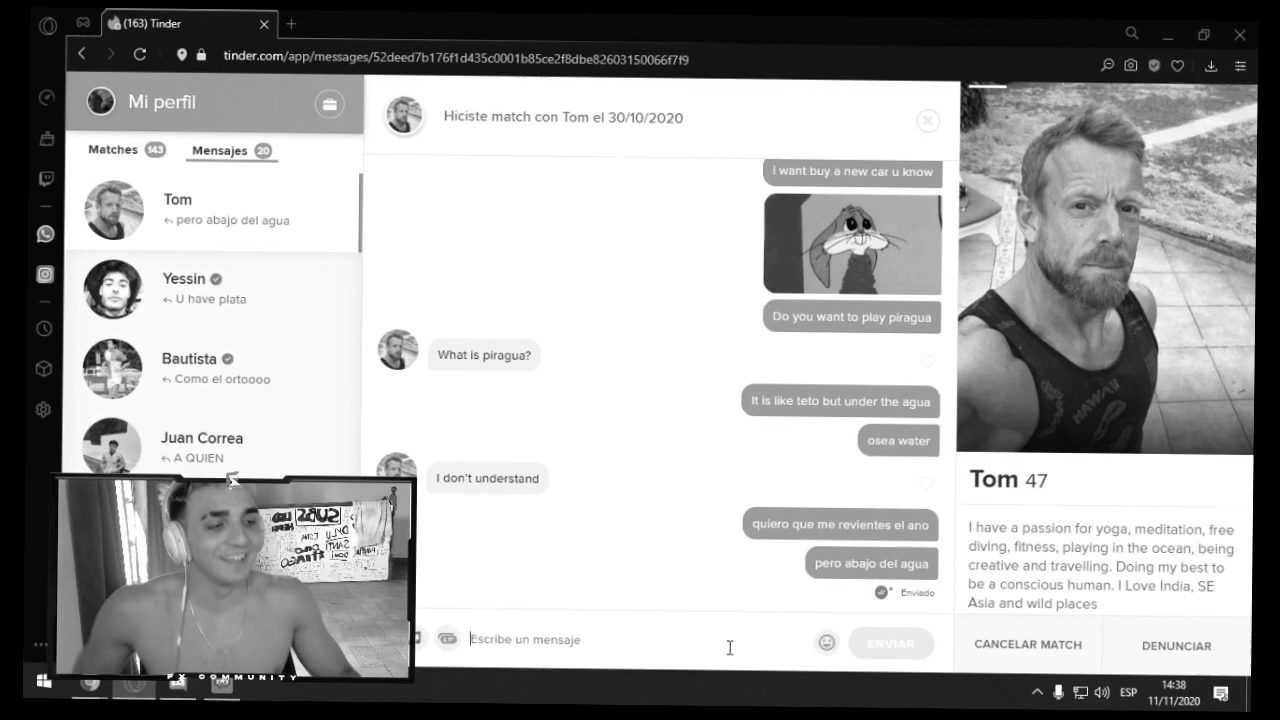 (163) Tinder
tinder.com/app/messages/52deed7b176f1d435c0001b85ce2f8dbe82603150066f7f9
Mi perfil
Matches 143
Mensajes 20
Tom
pero abajo del agua
Yessin
U have plata
Bautista
Como el ortoooo
Juan Correa
A QUIEN
Hiciste match con Tom el 30/10/2020
i want buy a new car u know
Do you want to play piragua
What is piragua?
It is like teto but under the agua
osea water
I don't understand
quiero que me revientes el ano
pero abajo del agua
Enviado
Escribe un mensaje
ENVIAR
HAWAII
Tom 47
I have a passion for yoga, meditation, free
diving, fitness, playing in the ocean, being
creative and travelling. Doing my best to
be a conscious human. I Love India, SE
Asia and wild places
CANCELAR MATCH
DENUNCIAR
SUBS
FX COMMUNITY
ESP
14:38
11/11/2020